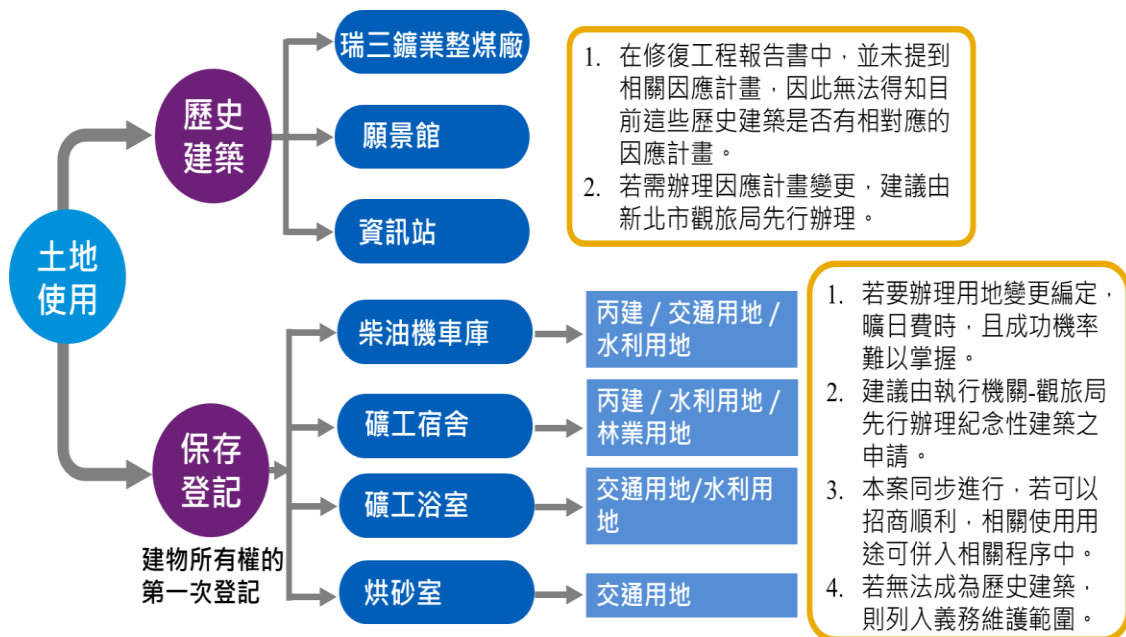 土地
使用
歷史
建築
瑞三鑛業整煤廠
願景館
資訊站
1. 在修復工程報告書中，並未提到
相關因應計畫，因此無法得知目
前這些歷史建築是否有相對應的
因應計畫。
2. 若需辦理因應計畫變更，建議由
新北市觀旅局先行辦理。
保存
登記
建物所有權的
第一次登記
柴油機車庫
丙建 / 交通用地 /
水利用地
礦工宿舍
丙建 / 水利用地 /
林業用地
礦工浴室
交通用地/水利用
地
烘砂室
交通用地
1. 若要辦理用地變更編定，
曠日費時，且成功機率
難以掌握。
2. 建議由執行機關-觀旅局
先行辦理紀念性建築之
申請。
3. 本案同步進行，若可以
招商順利，相關使用用
途可併入相關程序中。
4. 若無法成為歷史建築，
則列入義務維護範圍。